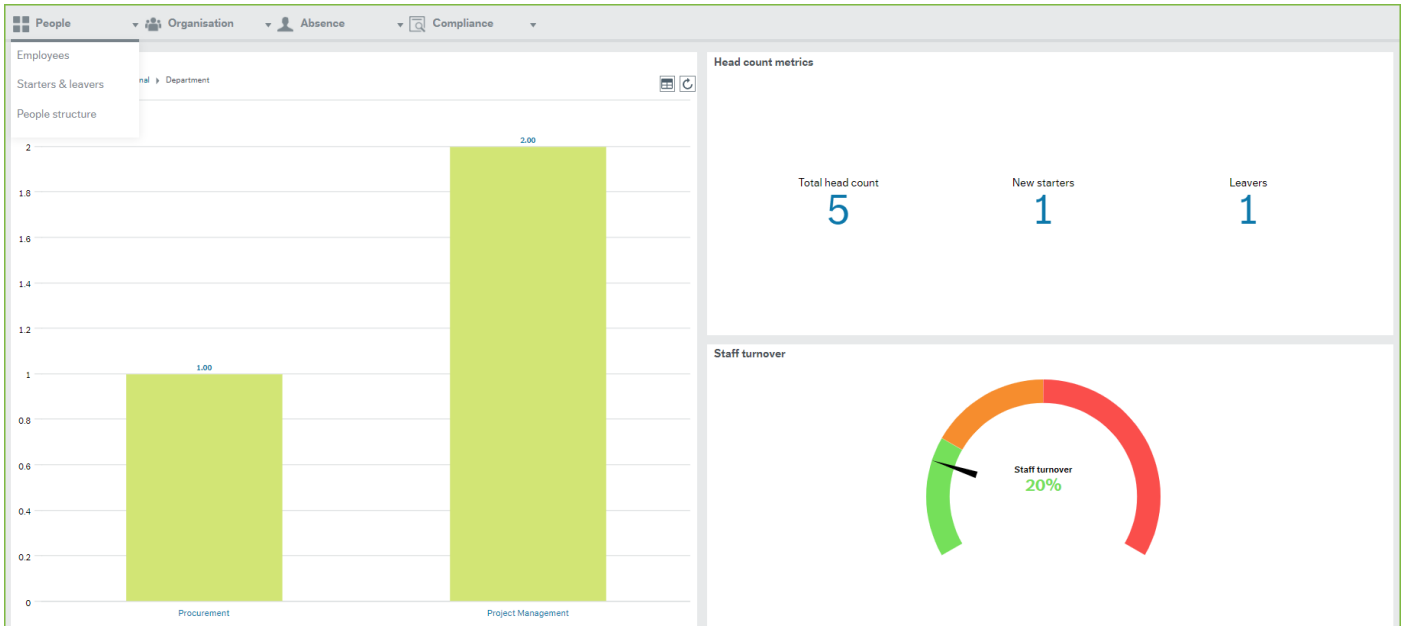 People
Organisation
Absence
Compliance
Employees
Starters & leavers
People structure
Department
2
1.8
1.6
1.4
1.2
1
0.8
0.6
0.4
0.2
0
1.00
2.00
Procurement
Project Management
Head count metrics
Total head count
5
New starters
1
Leavers
1
Staff turnover
Staff turnover
20%